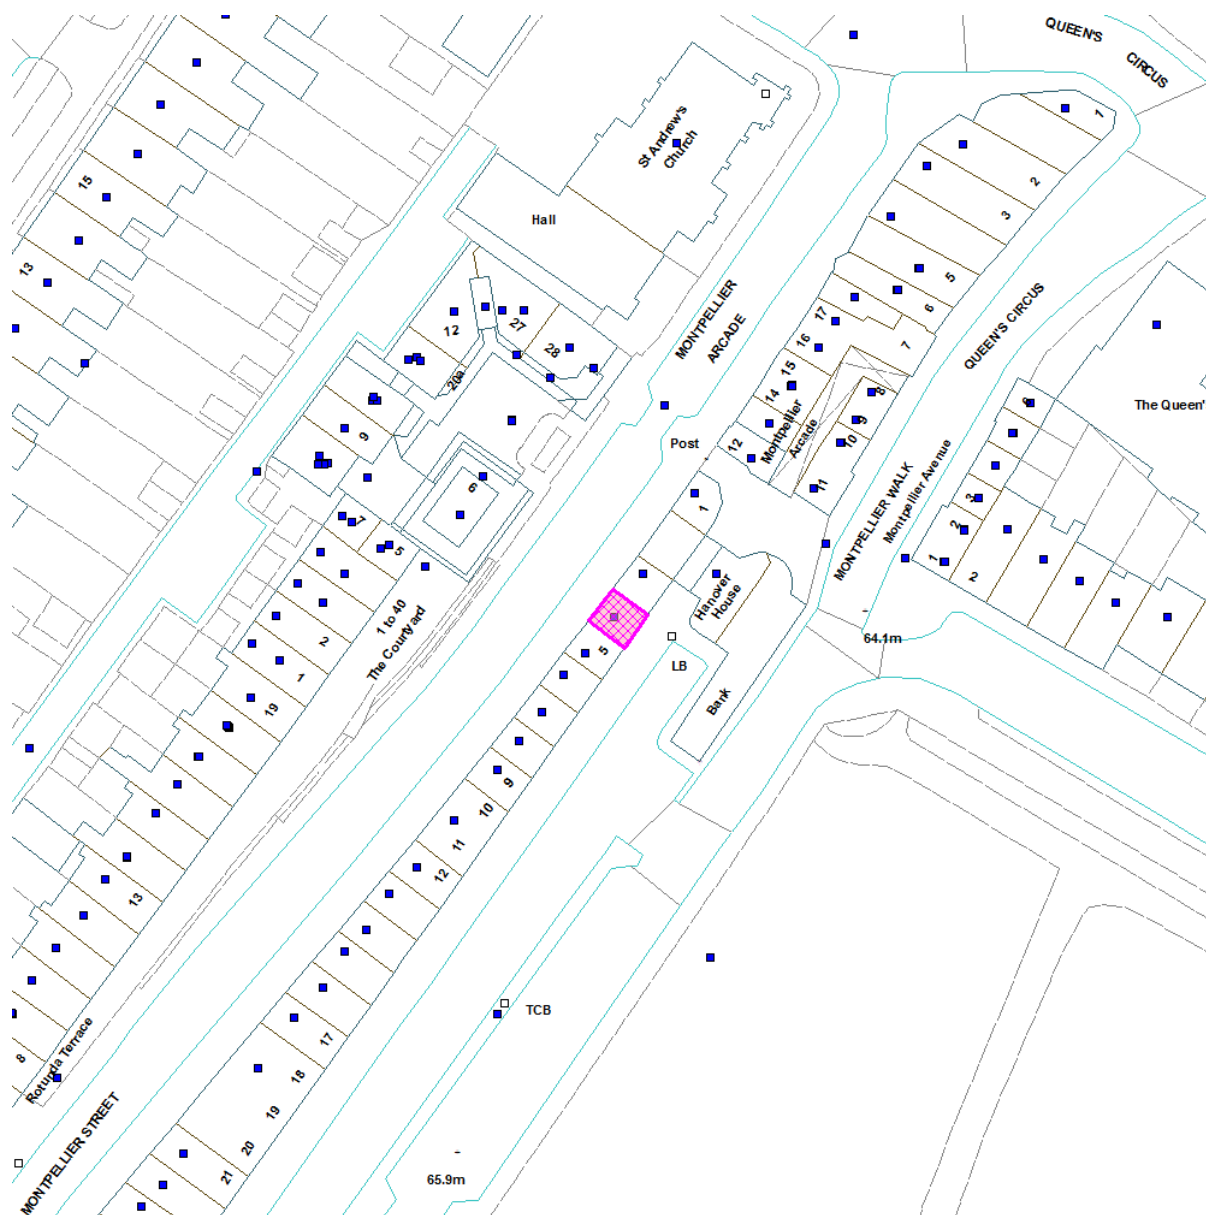 QUEEN'S
CIRCUS
1
St Andrew's
Church
2
15
3
Hall
13
5
MONTPELLIER
ARCADE
QUEEN'S CIRCUS
6
17
12
27
16
7
28
15
20a
14
8
6
The Queen'
Montpellier
Arcade
9
9
12
Post
10
11
6
MONTPELLIER WALK
Montpellier Avenue
3
2
1
2
7
5
1
Hanover
House
1 to 40
The Courtyard
2
64.1m
1
5
LB
19
Bank
9
10
11
12
13
TCB
17
8
Rotunda Terrace
18
19
MONTPELLIER STREET
20
21
65.9m